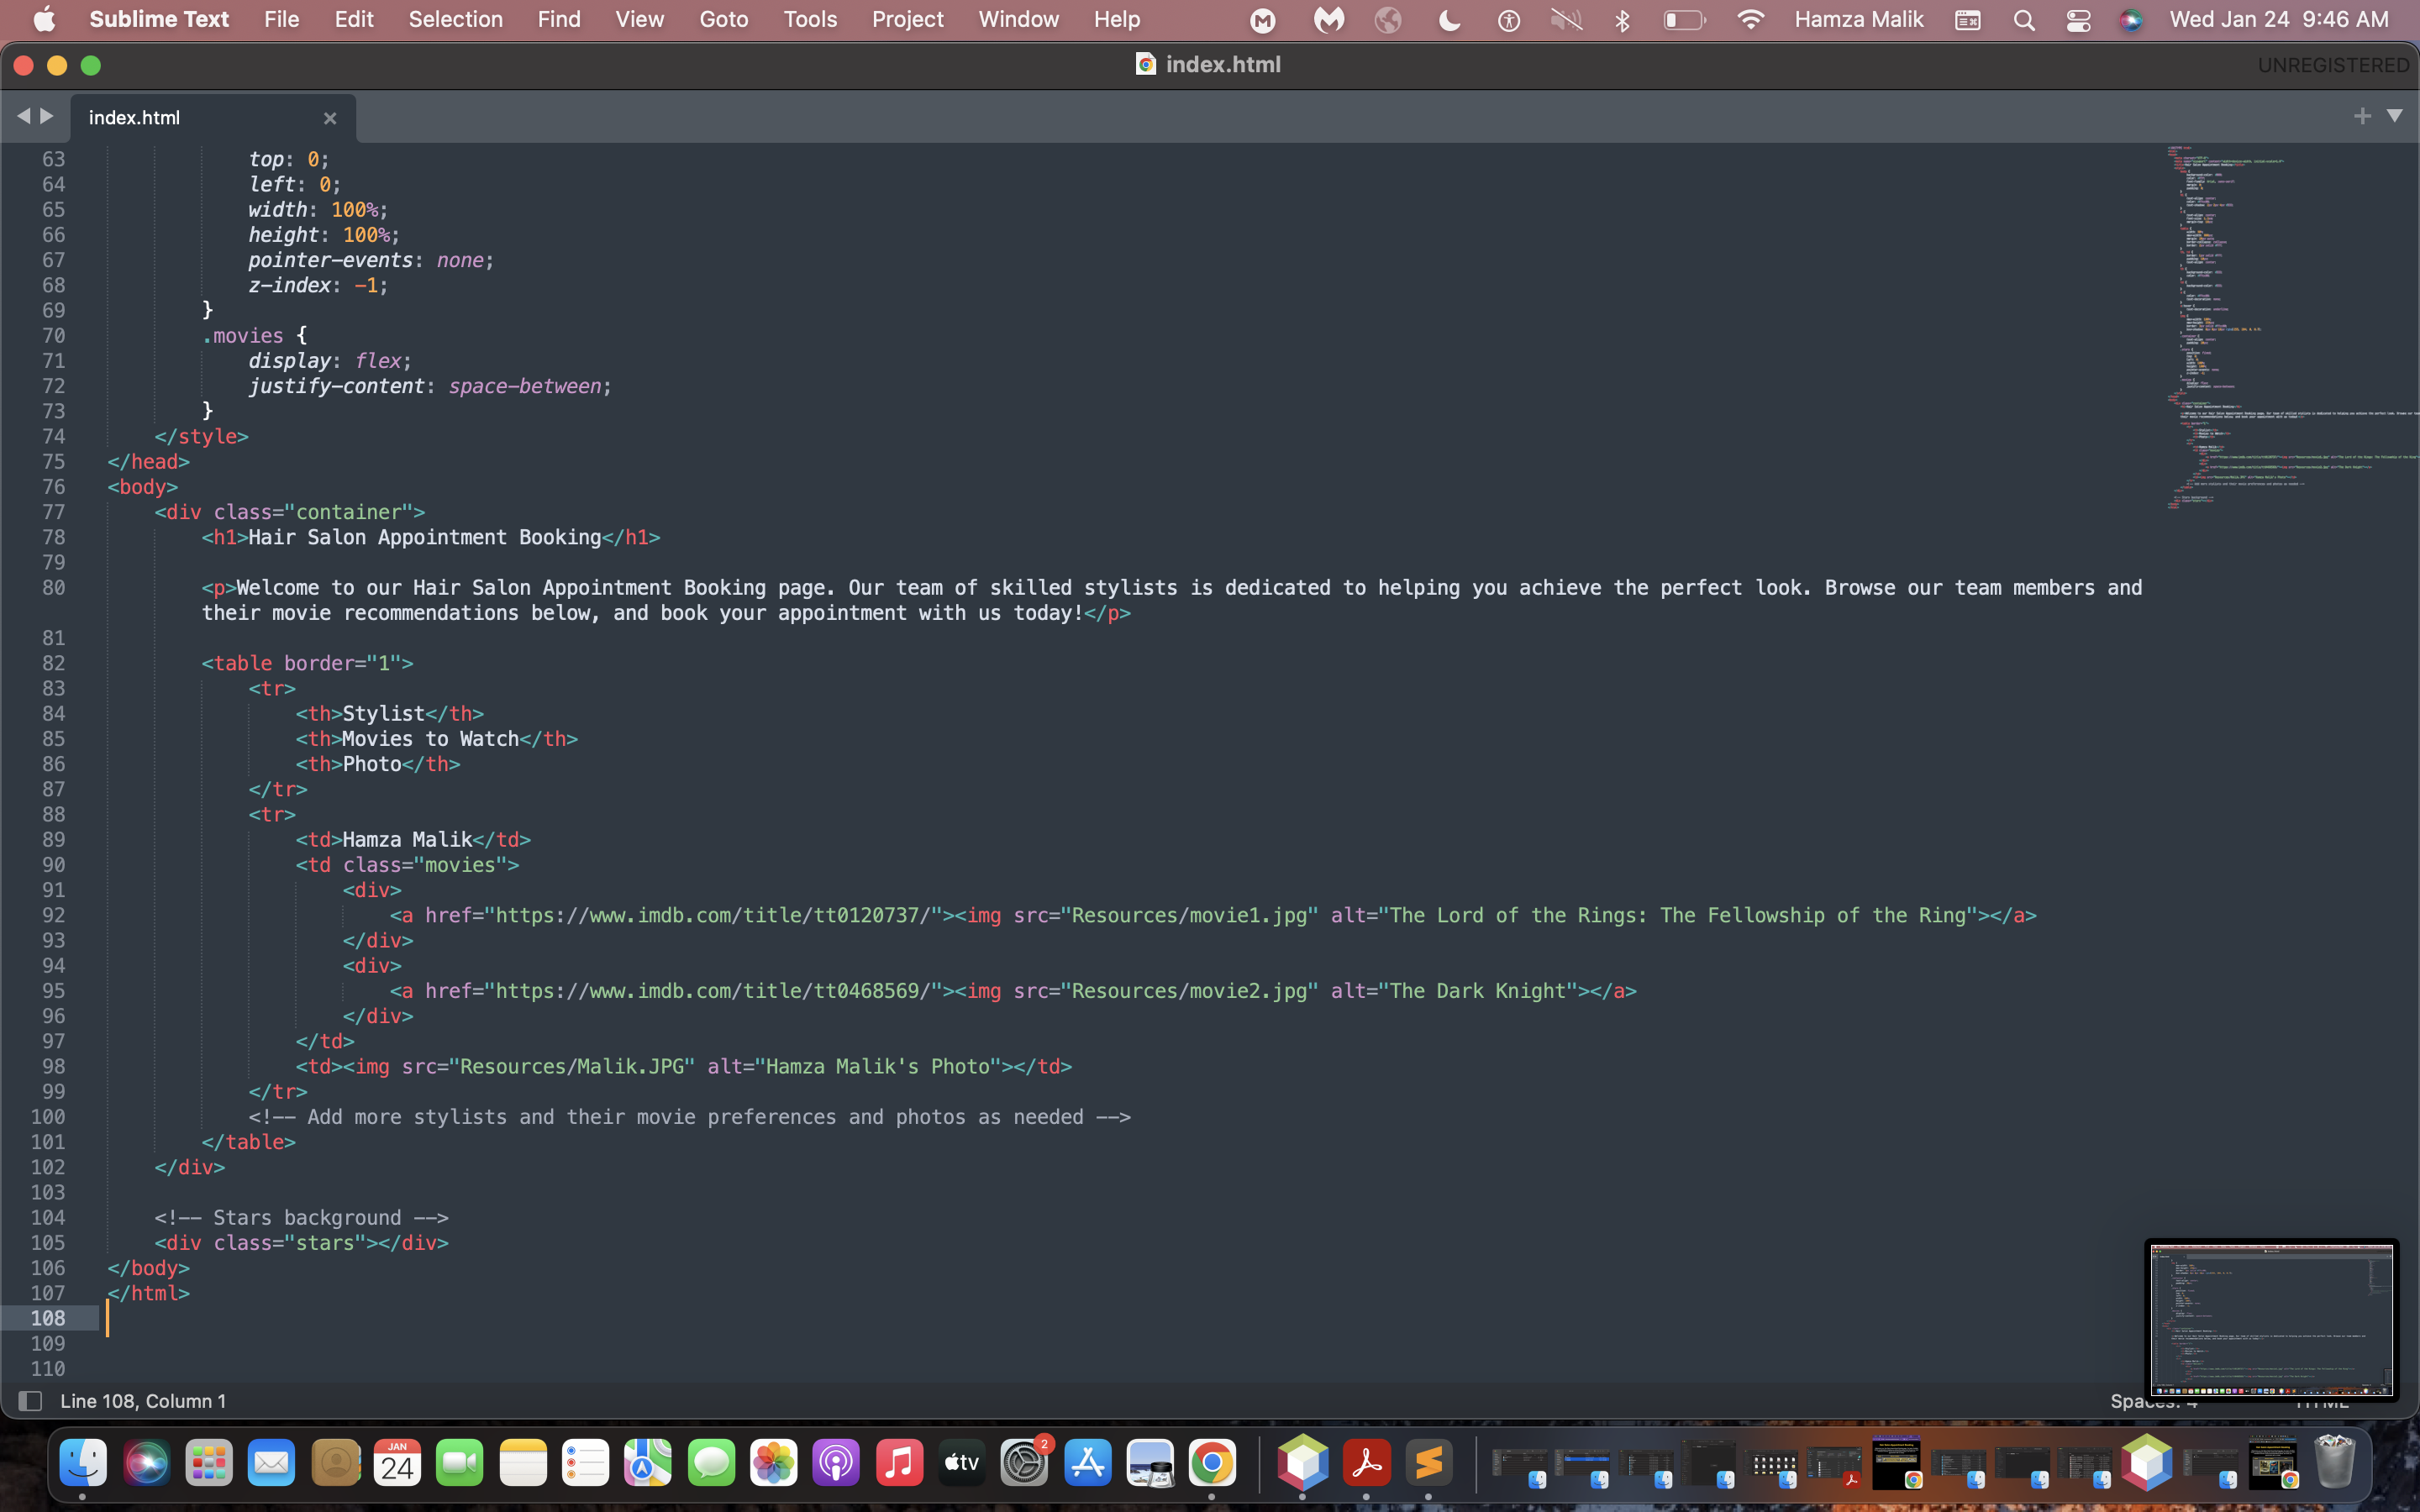 Sublime Text File Edit Selection Find View Goto Tools Project Window Help Hamza Malik Wed Jan 24 9:46 AM
index.html
UNREGISTERED
index.html
63 top: 0;
64 left: 0;
65 width: 100%;
66 height: 100%;
67 pointer-events: none;
68 z-index: -1;
69 }
70 .movies {
71 display: flex;
72 justify-content: space-between;
73 }
74 </style>
75 </head>
76 <body>
77 <div class="container">
78 <h1>Hair Salon Appointment Booking</h1>
79
80 <p>Welcome to our Hair Salon Appointment Booking page. Our team of skilled stylists is dedicated to helping you achieve the perfect look. Browse our team members and
their movie recommendations below, and book your appointment with us today!</p>
81
82 <table border="1">
83 <tr>
84 <th>Stylist</th>
85 <th>Movies to Watch</th>
86 <th>Photo</th>
87 </tr>
88 <tr>
89 <td>Hamza Malik</td>
90 <td class="movies">
91 <div>
92 <a href="https://www.imdb.com/title/tt0120737/"><img src="Resources/movie1.jpg" alt="The Lord of the Rings: The Fellowship of the Ring"></a>
93 </div>
94 <div>
95 <a href="https://www.imdb.com/title/tt0468569/"><img src="Resources/movie2.jpg" alt="The Dark Knight"></a>
96 </div>
97 </td>
98 <td><img src="Resources/Malik.JPG" alt="Hamza Malik's Photo"></td>
99 </tr>
100 <!-- Add more stylists and their movie preferences and photos as needed -->
101 </table>
102 </div>
103
104 <!-- Stars background -->
105 <div class="stars"></div>
106 </body>
107 </html>
108
109
110
Line 108, Column 1
JAN
24
tv
2